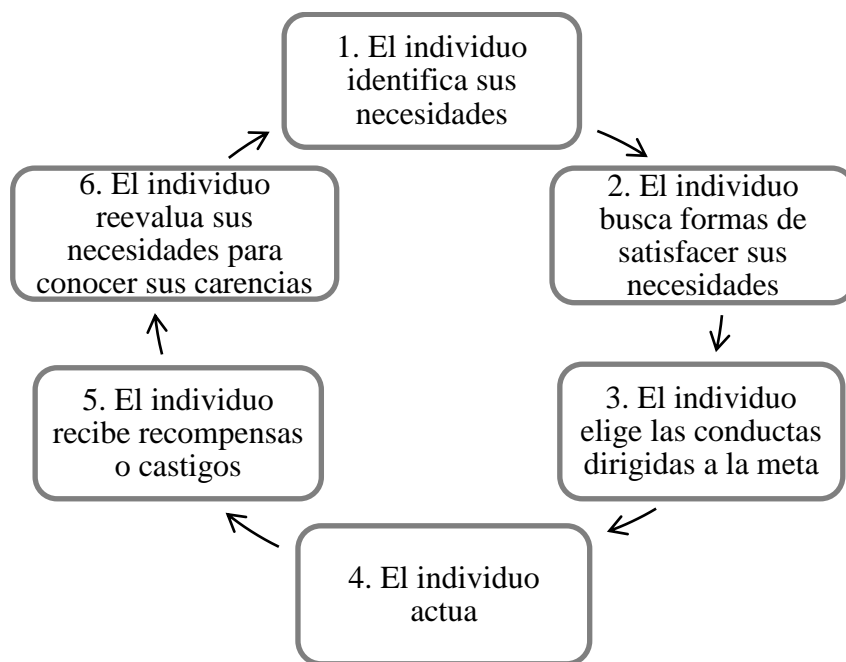 1. El individuo
identifica sus
necesidades
2. El individuo
busca formas de
satisfacer sus
necesidades
3. El individuo
elige las conductas
dirigidas a la meta
4. El individuo
actua
5. El individuo
recibe recompensas
o castigos
6. El individuo
reevalua sus
necesidades para
conocer sus carencias